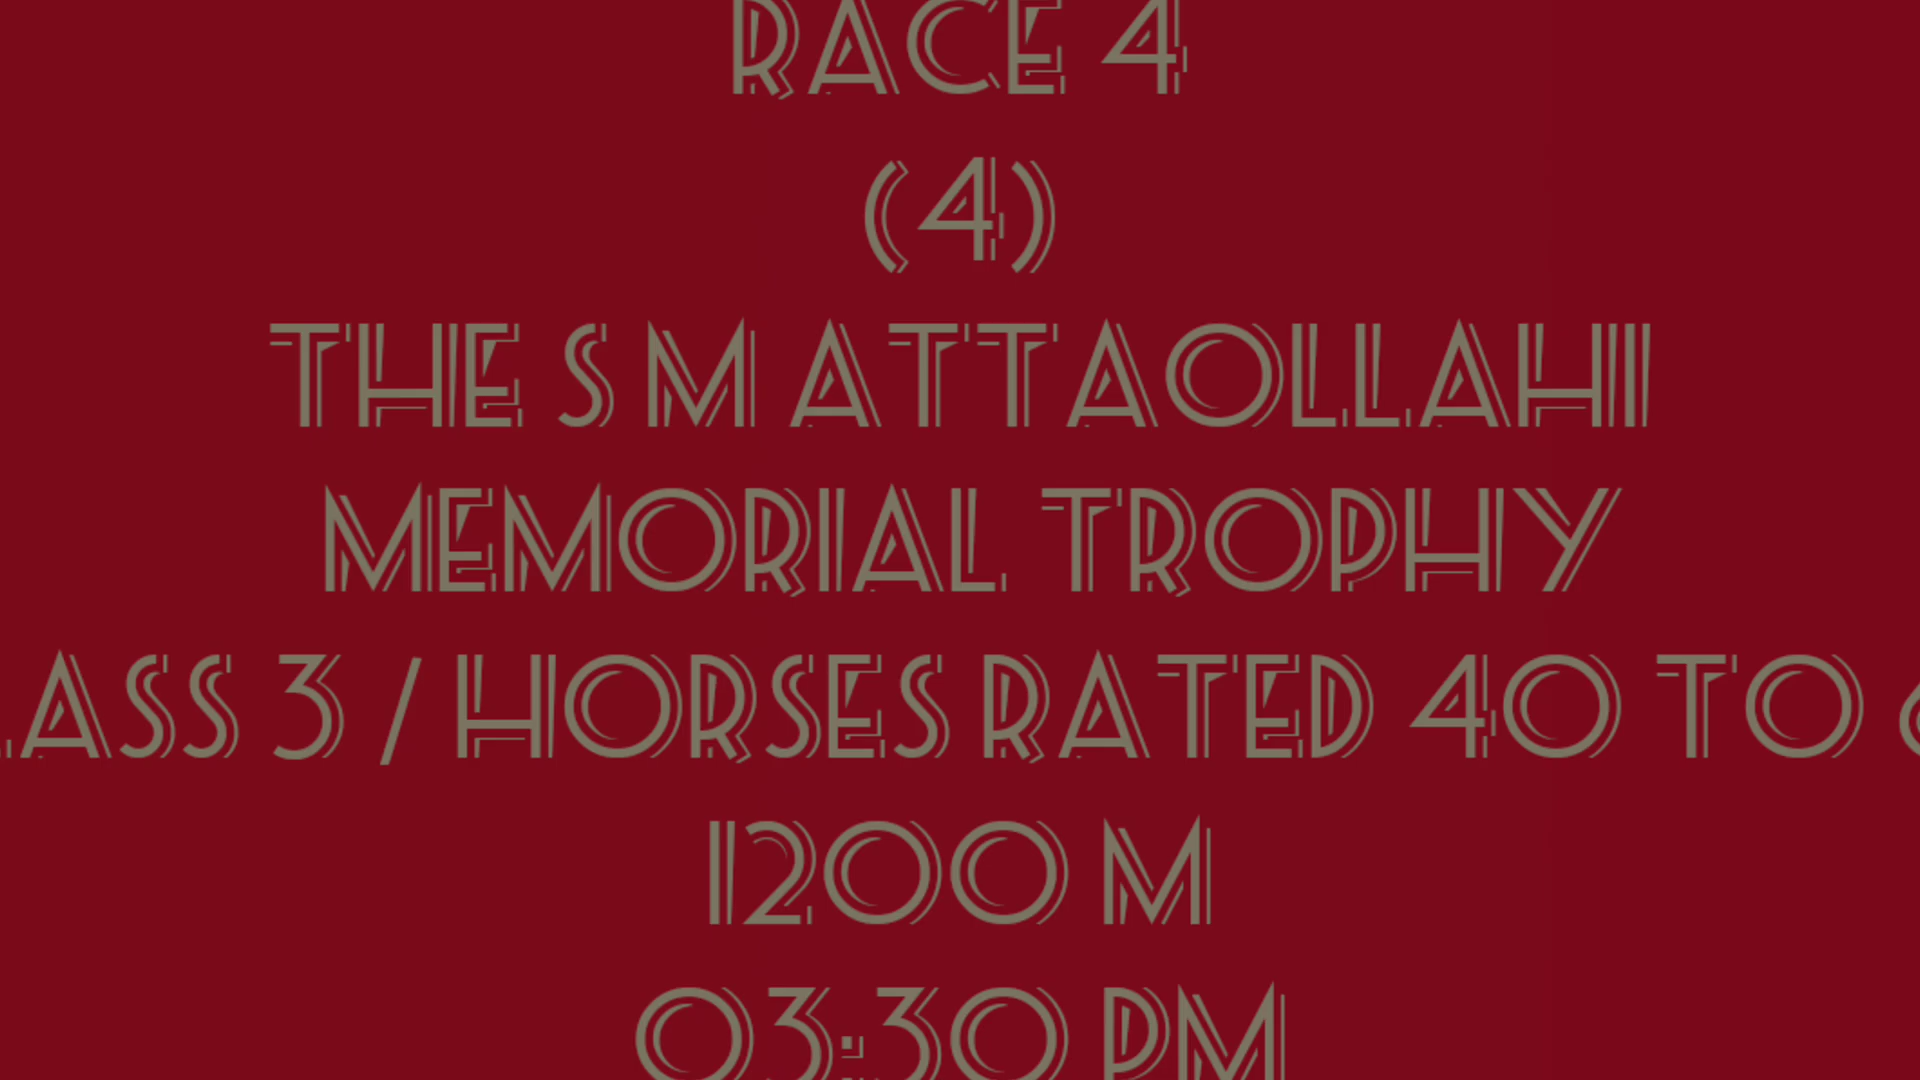 RACE 4
(4)
THE S M ATTAOLLAHI
MEMORIAL TROPHY
LASS 3 / HORSES RATED 40 TO
1200 M
03:30 PM